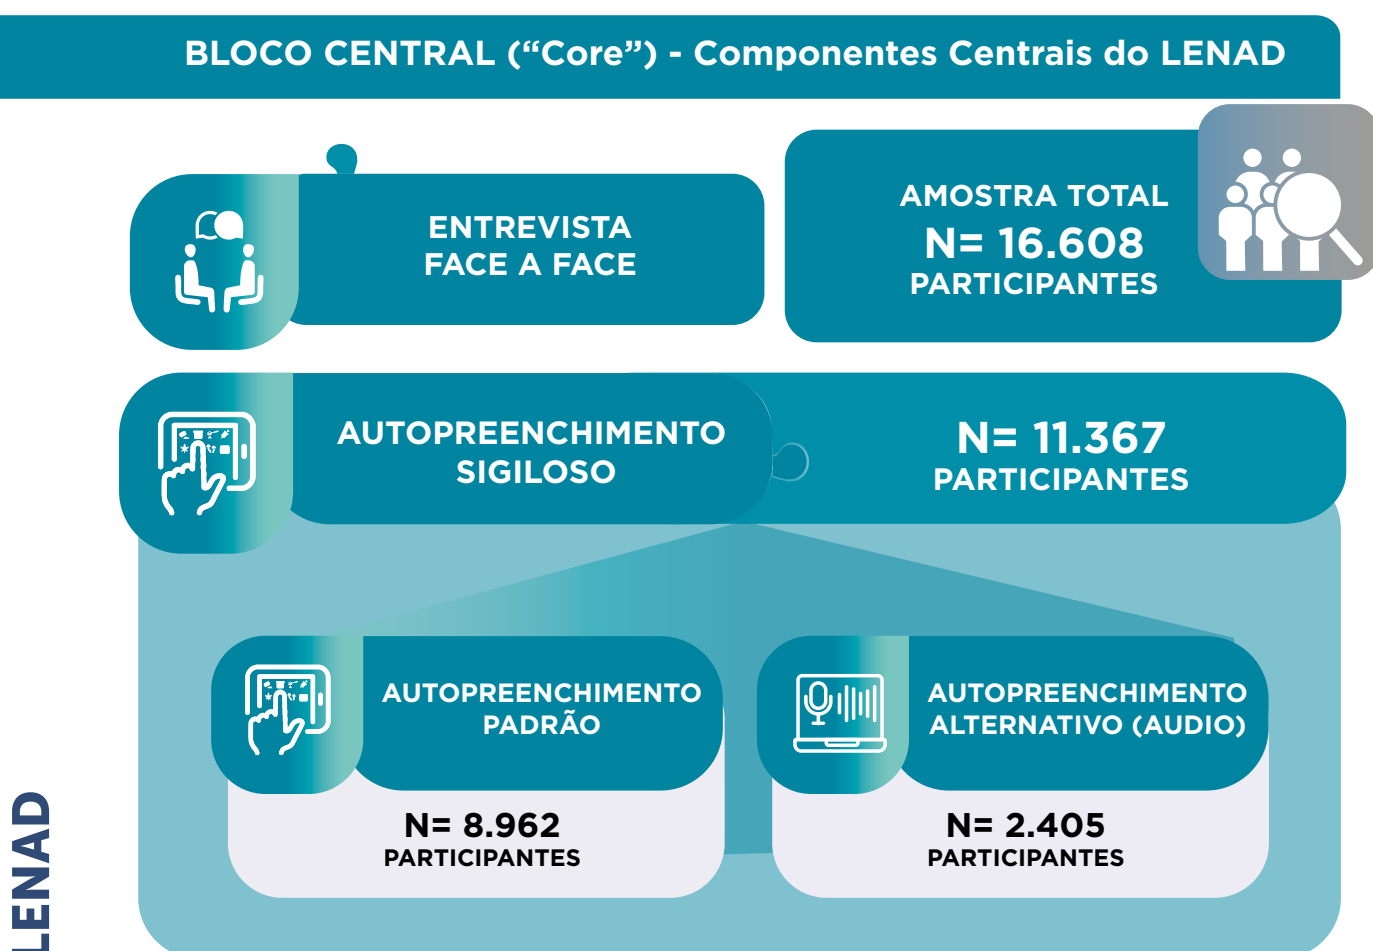 BLOCO CENTRAL (“Core”) - Componentes Centrais do LENAD
ENTREVISTA
FACE A FACE
AMOSTRA TOTAL
N= 16.608
PARTICIPANTES
AUTOPREENCHIMENTO
SIGILOSO
N= 11.367
PARTICIPANTES
AUTOPREENCHIMENTO
PADRÃO
N= 8.962
PARTICIPANTES
AUTOPREENCHIMENTO
ALTERNATIVO (AUDIO)
N= 2.405
PARTICIPANTES
LENAD